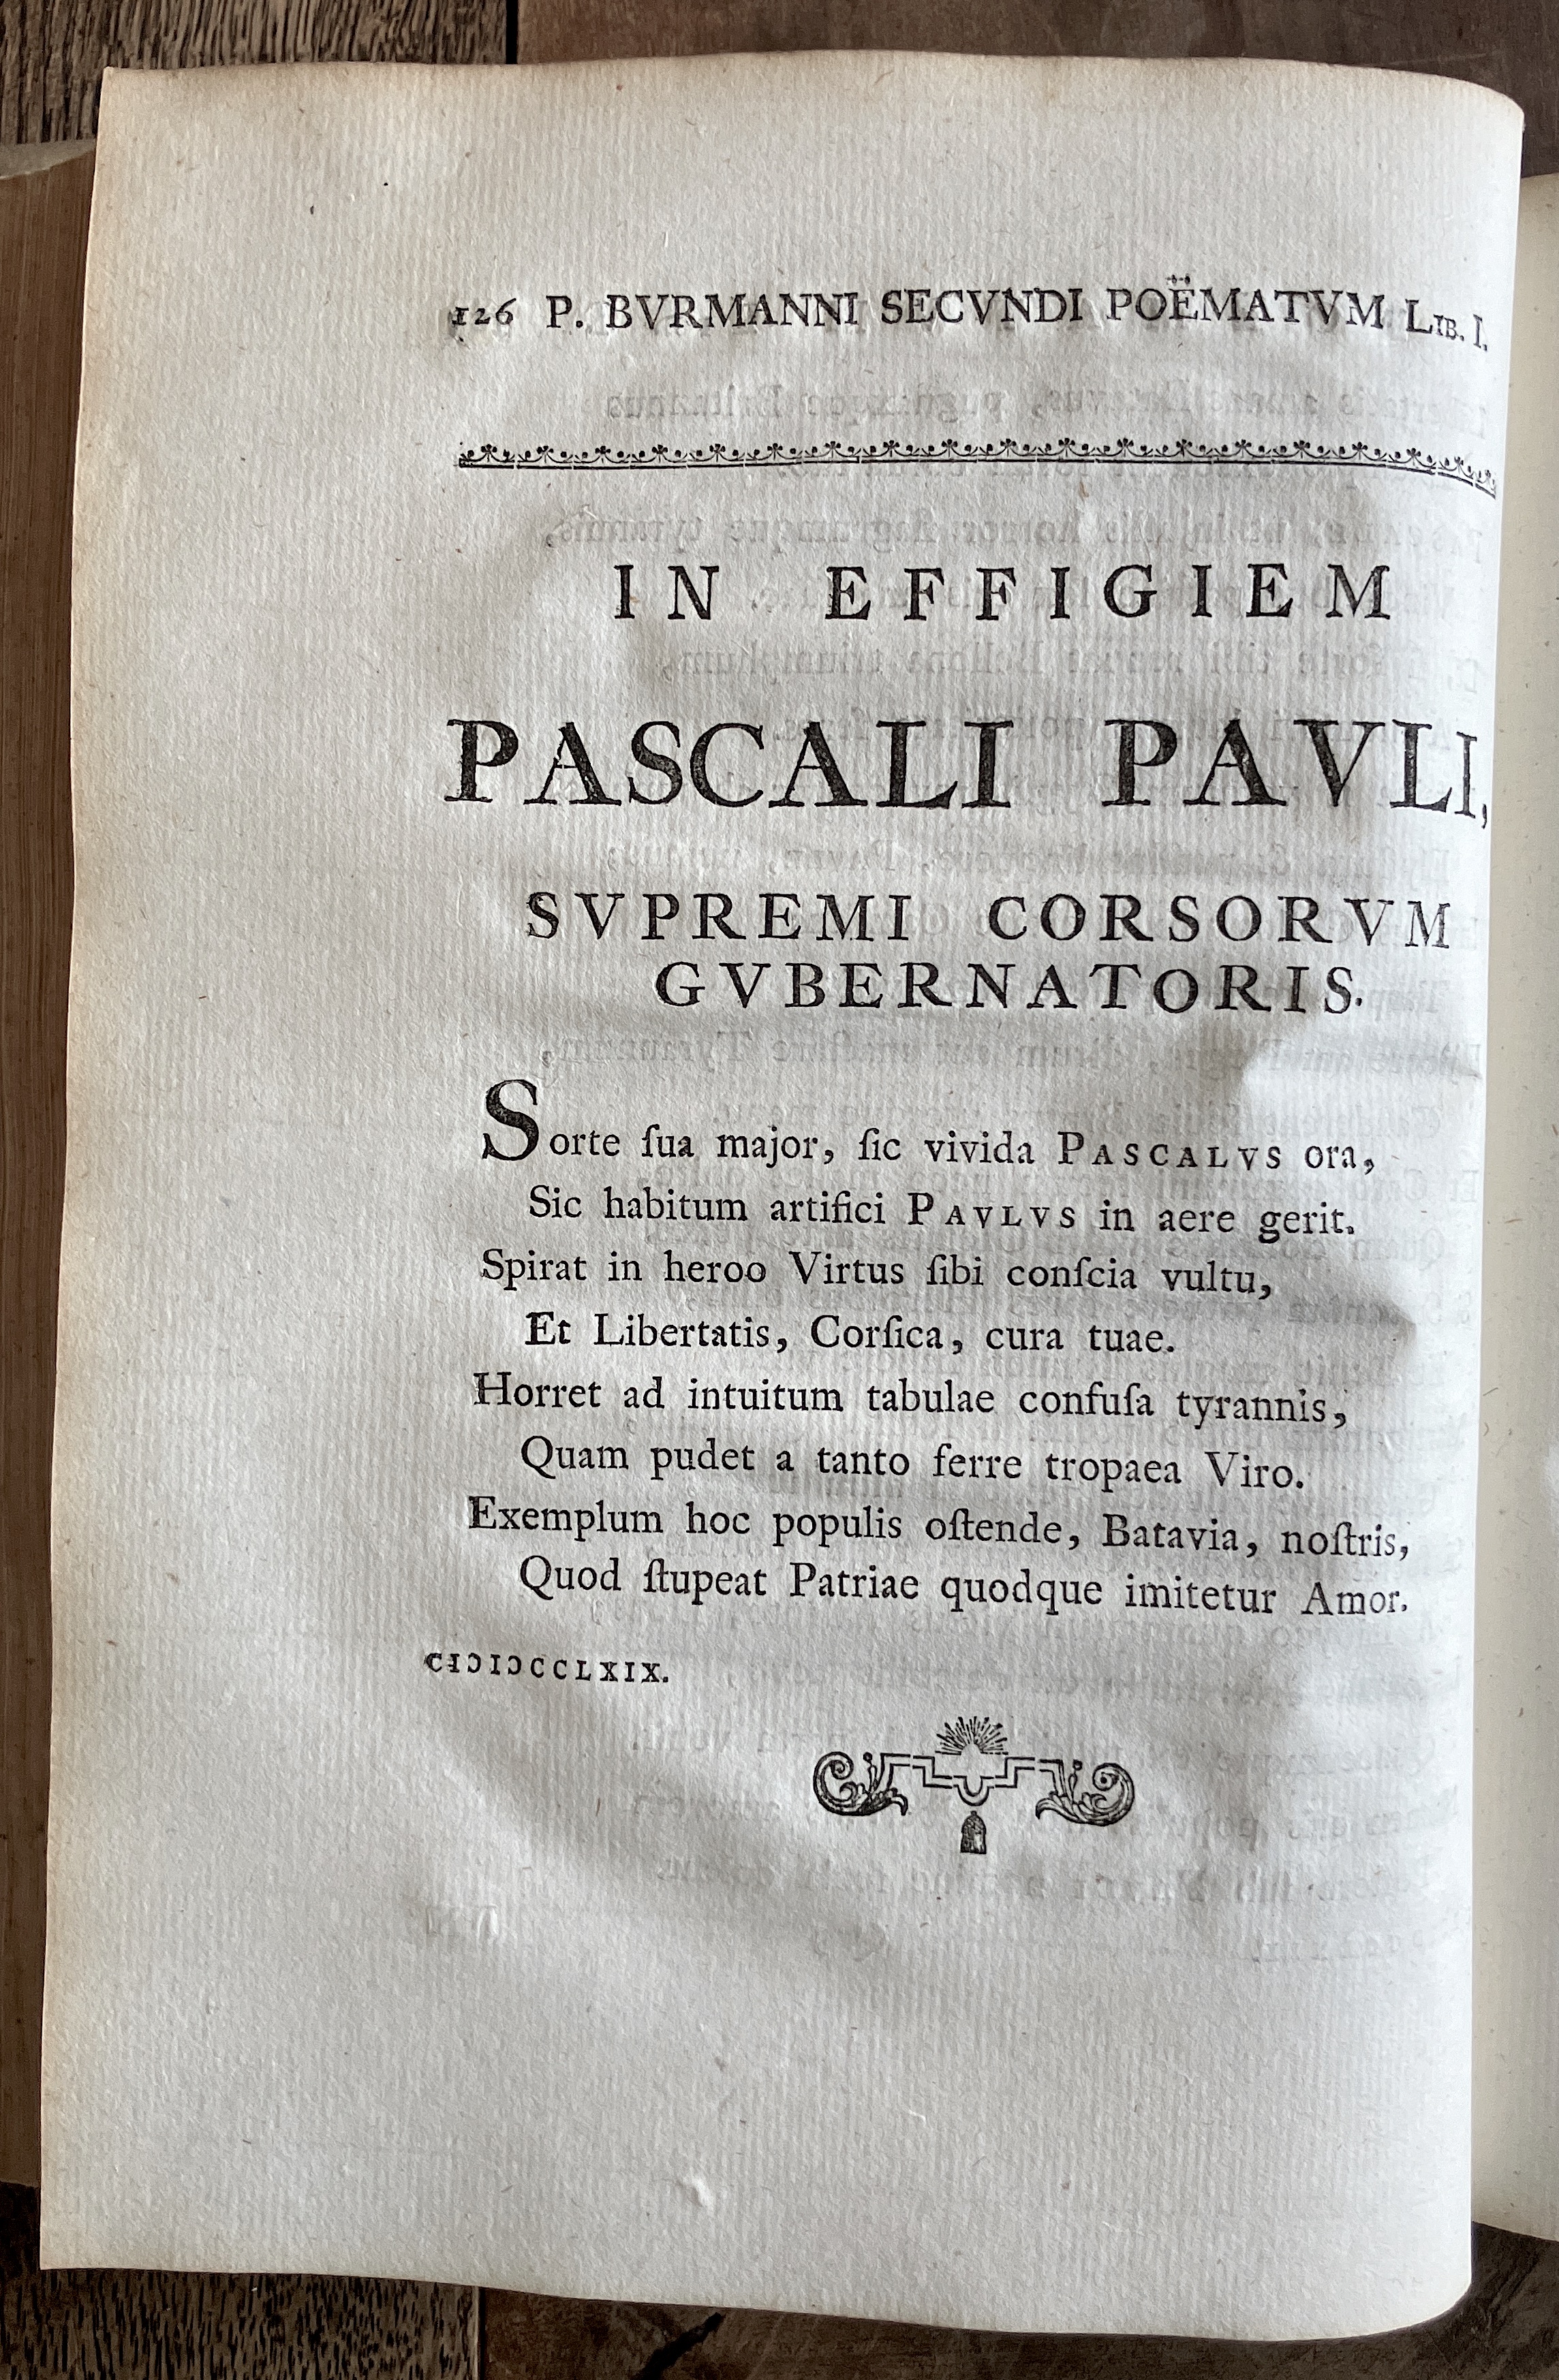 126 P. BVRMANNI SECVNDI POËMATVM LIB. I.
IN EFFIGIEM
PASCALI PAVLI,
SVPREMI CORSORVM
GVBERNATORIS.
Sorte ſua major, ſic vivida PASCALVS ora,
Sic habitum artifici PAVLVS in aere gerit.
Spirat in heroo Virtus ſibi conſcia vultu,
Et Libertatis, Corſica, cura tuae.
Horret ad intuitum tabulae confuſa tyrannis,
Quam pudet a tanto ferre tropaea Viro.
Exemplum hoc populis oſtende, Batavia, noſtris,
Quod ſtupeat Patriae quodque imitetur Amor.
CIↃIↃCCLXIX.